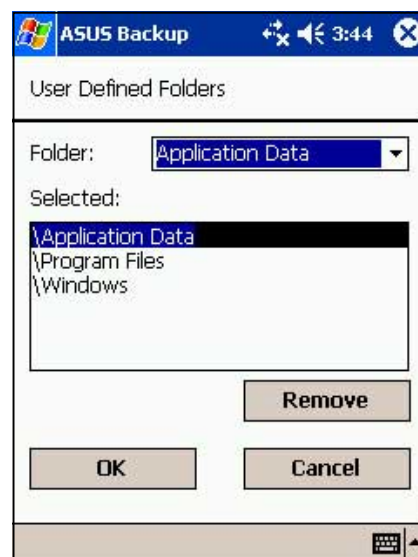 ASUS Backup 3:44
User Defined Folders
Folder: Application Data
Selected:
\Application Data
\Program Files
\Windows
Remove
OK Cancel